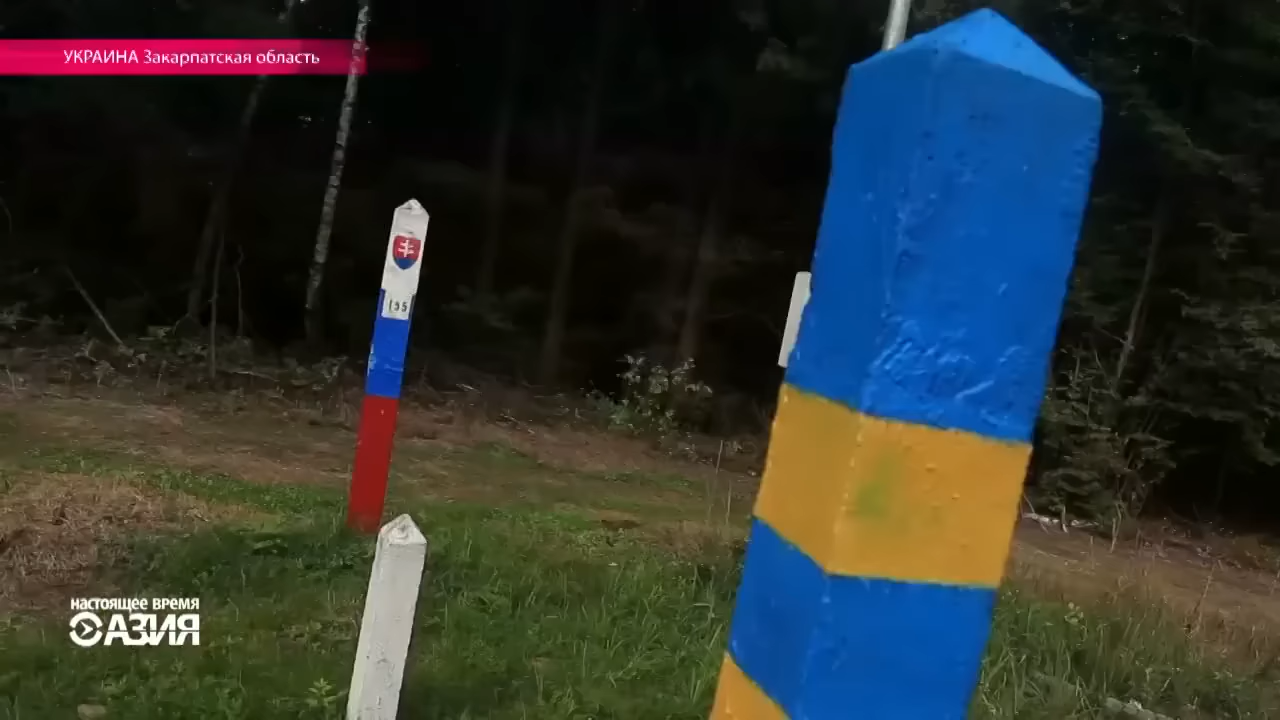 УКРАИНА Закарпатская область
155
НАСТОЯЩЕЕ ВРЕМЯ
АЗИЯ